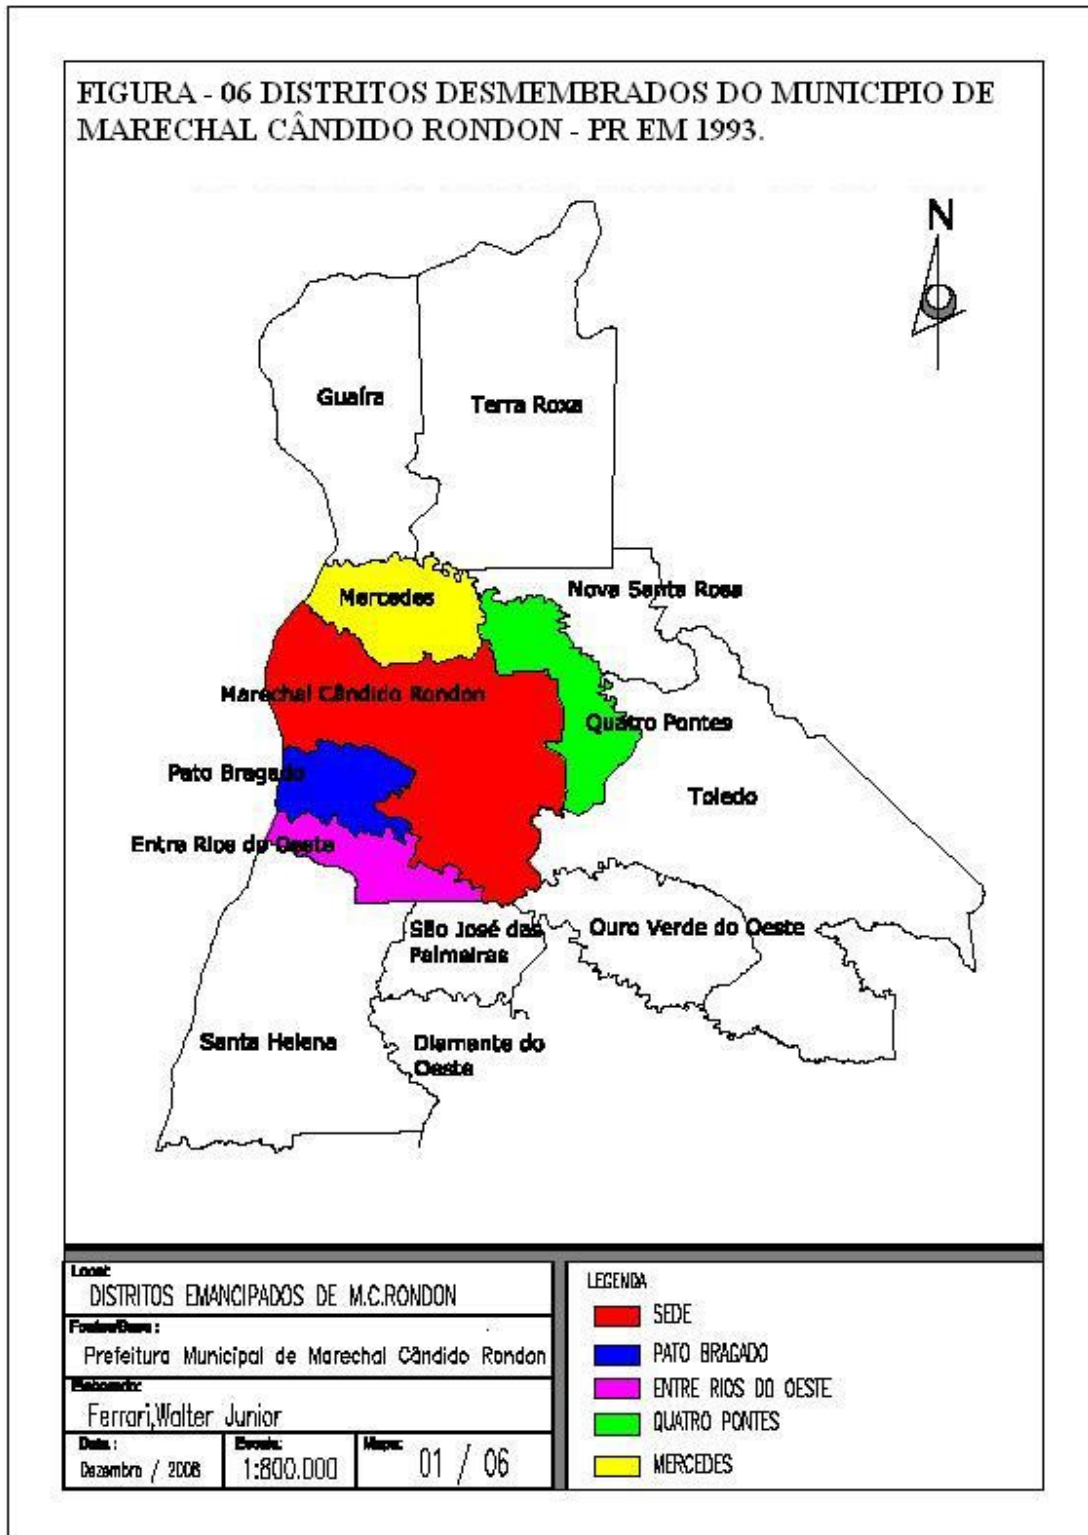 FIGURA - 06 DISTRITOS DESMEMBRADOS DO MUNICIPIO DE
MARECHAL CÂNDIDO RONDON - PR EM 1993.
N
Guaíra
Terra Roxa
Nova Santa Rosa
Mercedes
Marechal Cândido Rondon
Quatro Pontes
Pato Bragado
Toledo
Entre Rios do Oeste
São José das
Palmeiras
Ouro Verde do Oeste
Santa Helena
Diamante do
Oeste
Local:
DISTRITOS EMANCIPADOS DE M.C.RONDON
Fontes/Base :
Prefeitura Municipal de Marechal Cândido Rondon
Elaborador:
Ferrari,Walter Junior
Data :
Dezembro / 2008
Escala:
1:800.000
Mapa:
01 / 06
LEGENDA
SEDE
PATO BRAGADO
ENTRE RIOS DO OESTE
QUATRO PONTES
MERCEDES